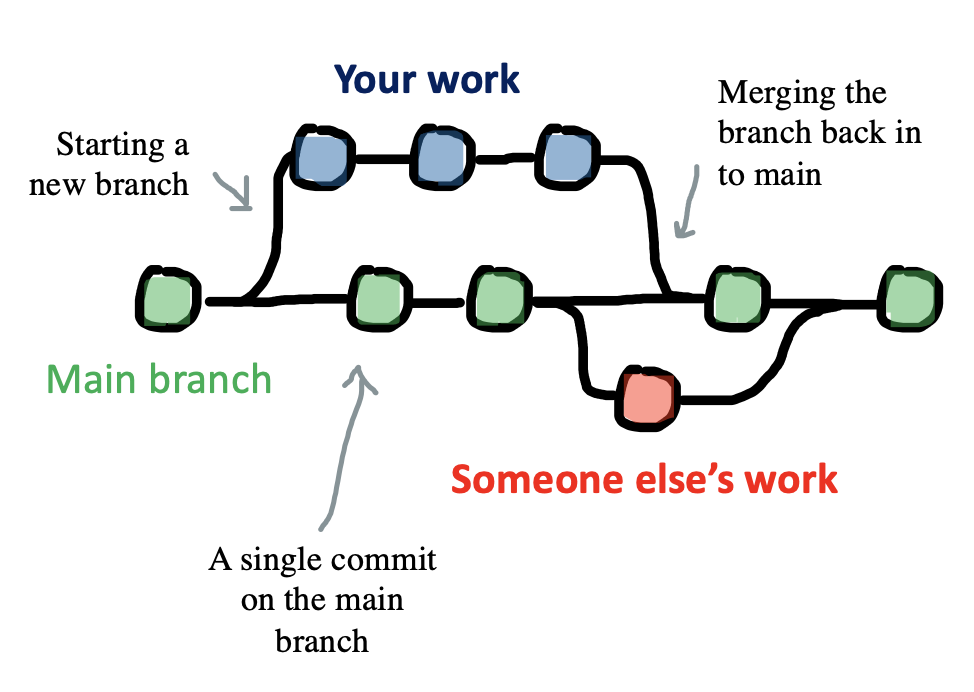 Your work
Starting a
new branch
Merging the
branch back in
to main
Main branch
Someone else’s work
A single commit
on the main
branch